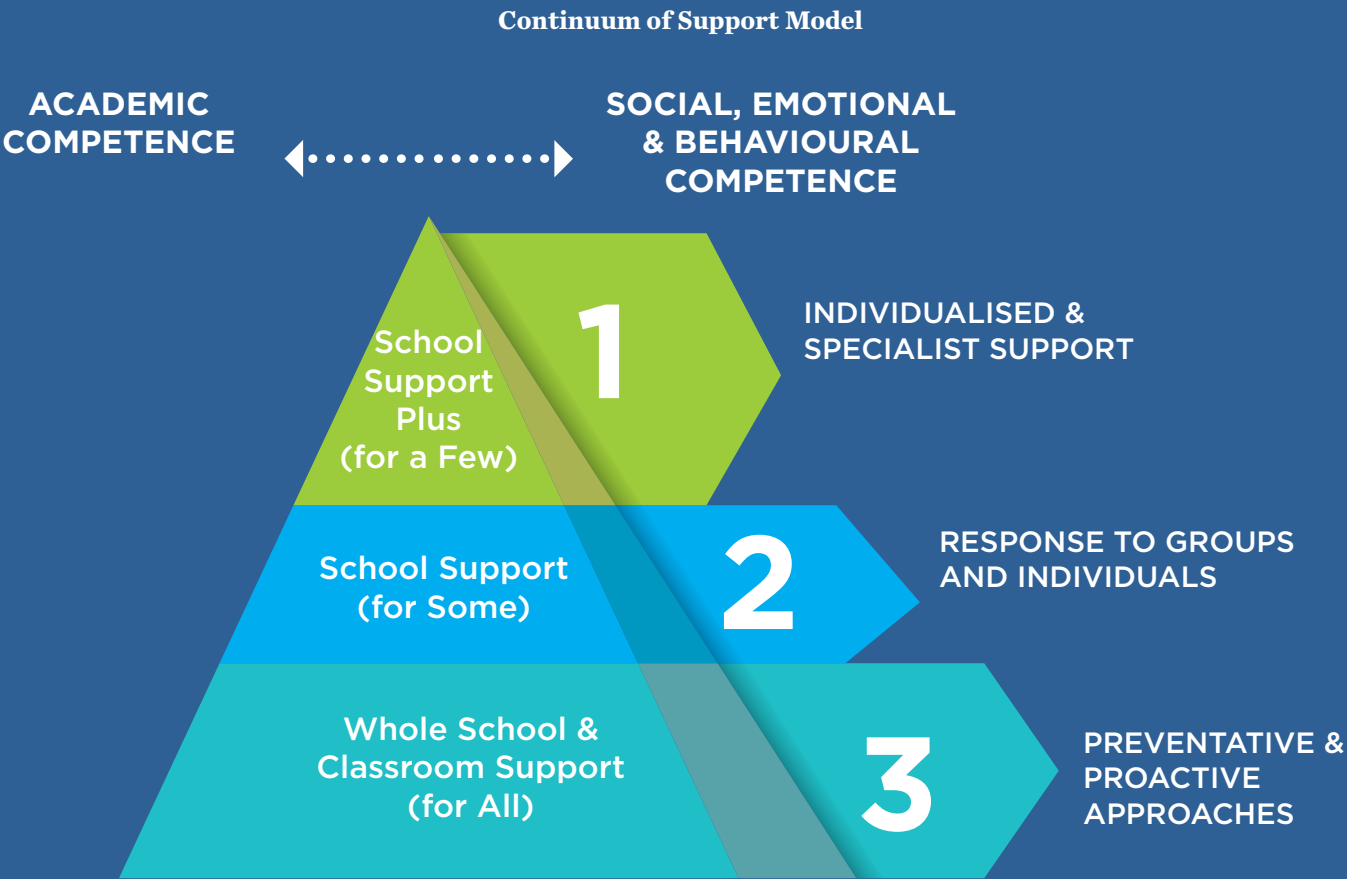 Continuum of Support Model
ACADEMIC
COMPETENCE
SOCIAL, EMOTIONAL
& BEHAVIOURAL
COMPETENCE
School
Support
Plus
(for a Few)
1
INDIVIDUALISED &
SPECIALIST SUPPORT
School Support
(for Some)
2
RESPONSE TO GROUPS
AND INDIVIDUALS
Whole School &
Classroom Support
(for All)
3
PREVENTATIVE &
PROACTIVE
APPROACHES